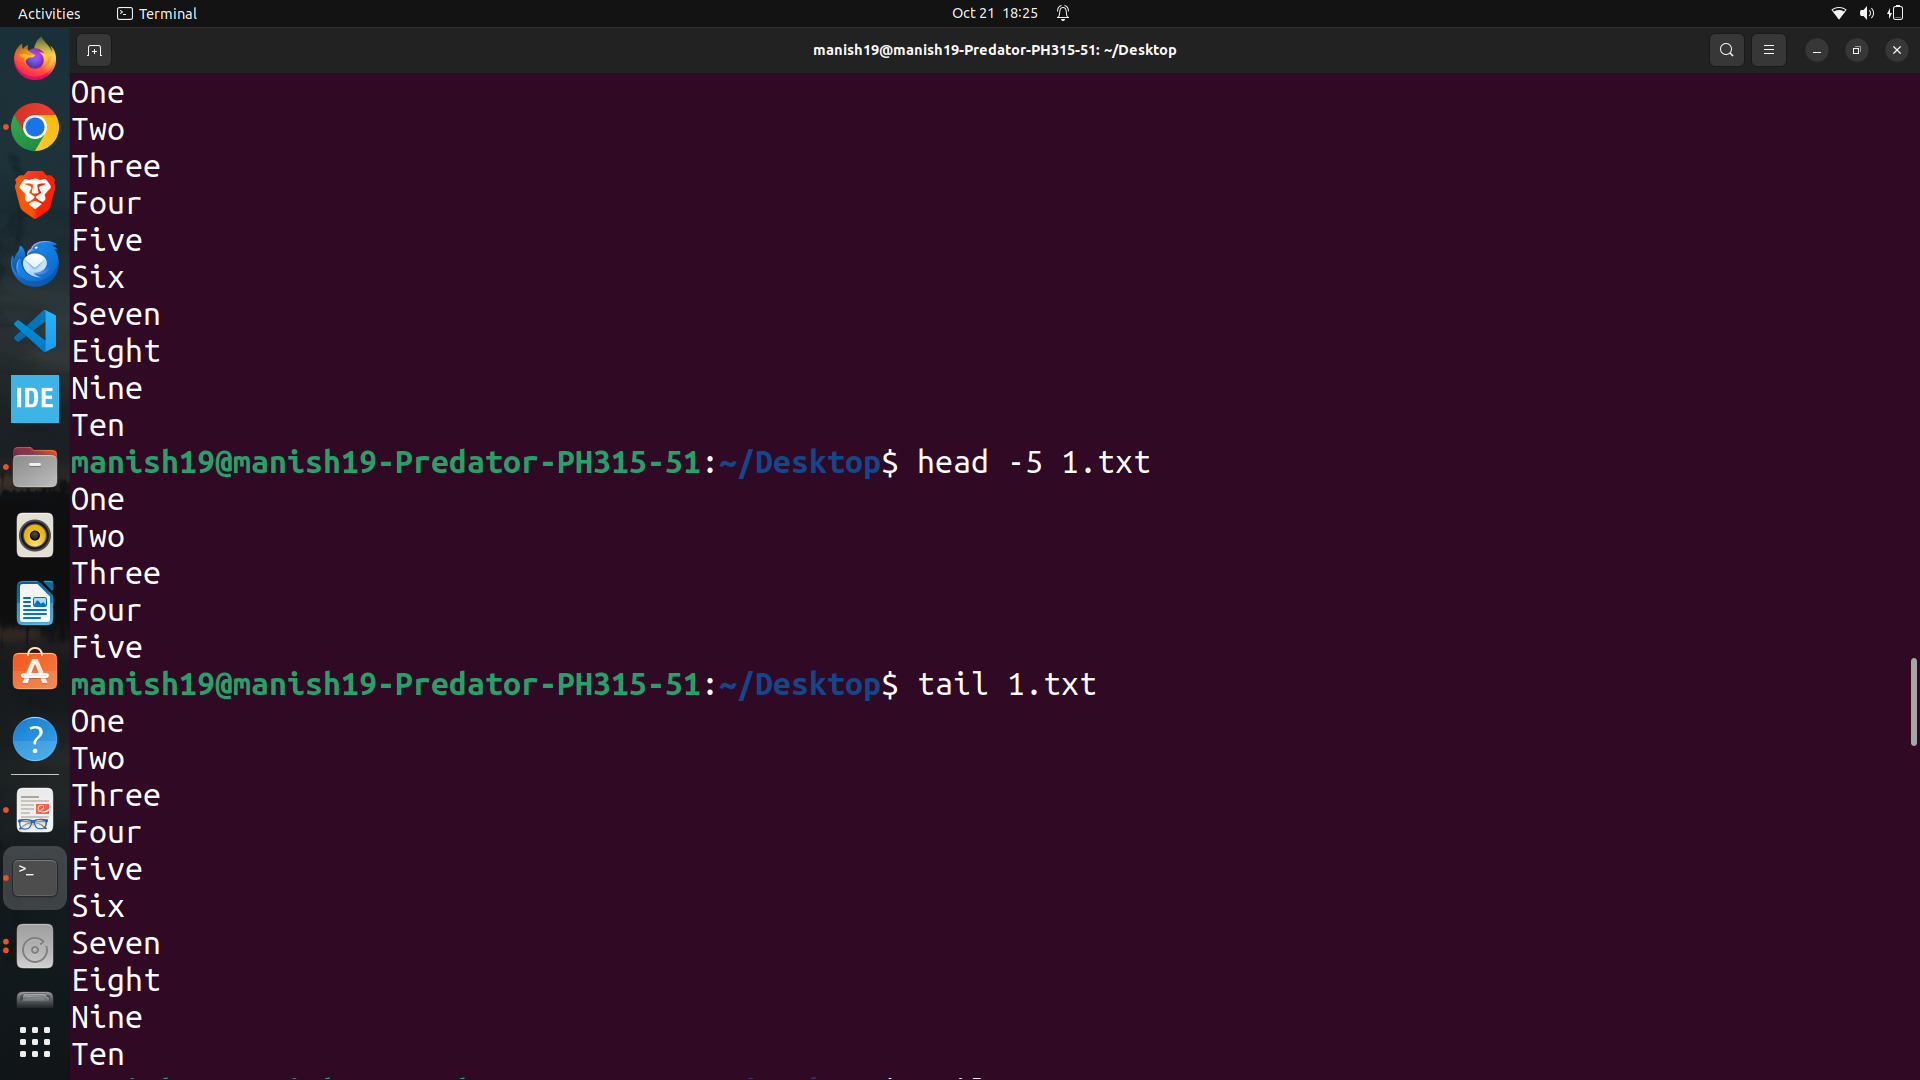 Activities
Terminal
Oct 21 18:25
manish19@manish19-Predator-PH315-51: ~/Desktop
One
Two
Three
Four
Five
Six
Seven
Eight
Nine
Ten
manish19@manish19-Predator-PH315-51:~/Desktop$ head -5 1.txt
One
Two
Three
Four
Five
manish19@manish19-Predator-PH315-51:~/Desktop$ tail 1.txt
One
Two
Three
Four
Five
Six
Seven
Eight
Nine
Ten
IDE
?
>_